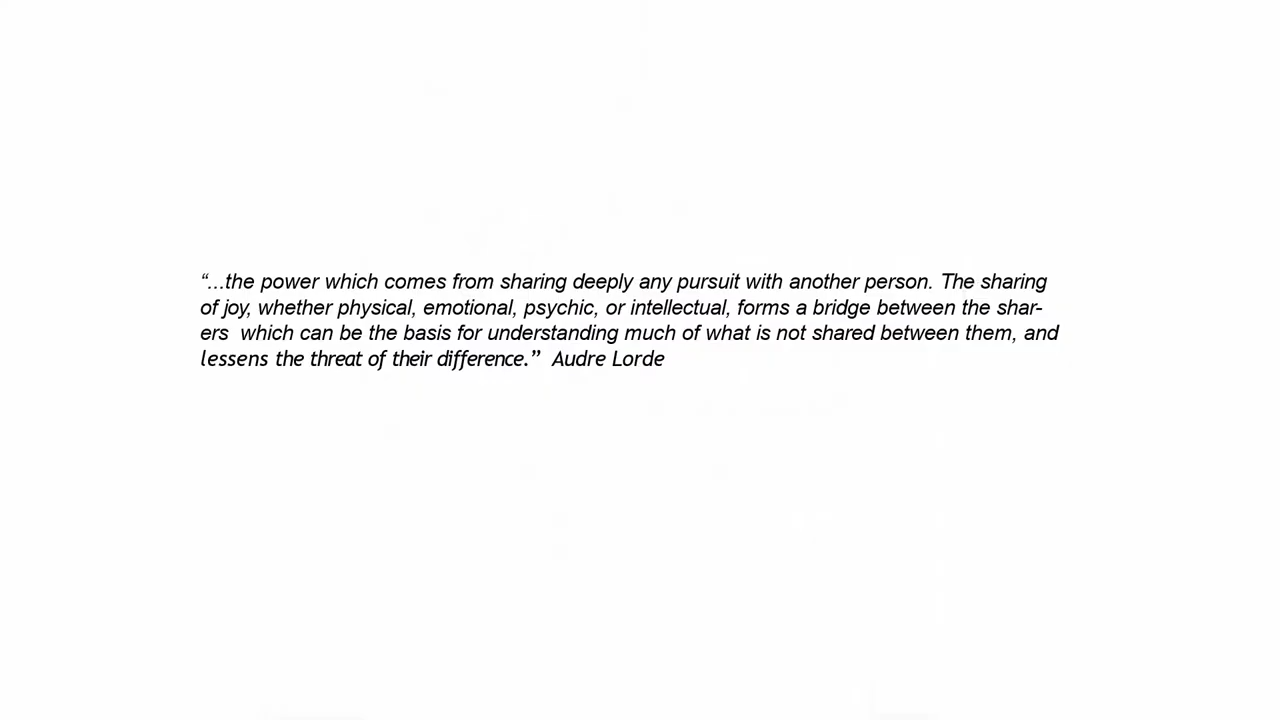 “...the power which comes from sharing deeply any pursuit with another person. The sharing
of joy, whether physical, emotional, psychic, or intellectual, forms a bridge between the shar-
ers  which can be the basis for understanding much of what is not shared between them, and
lessens the threat of their difference.”  Audre Lorde